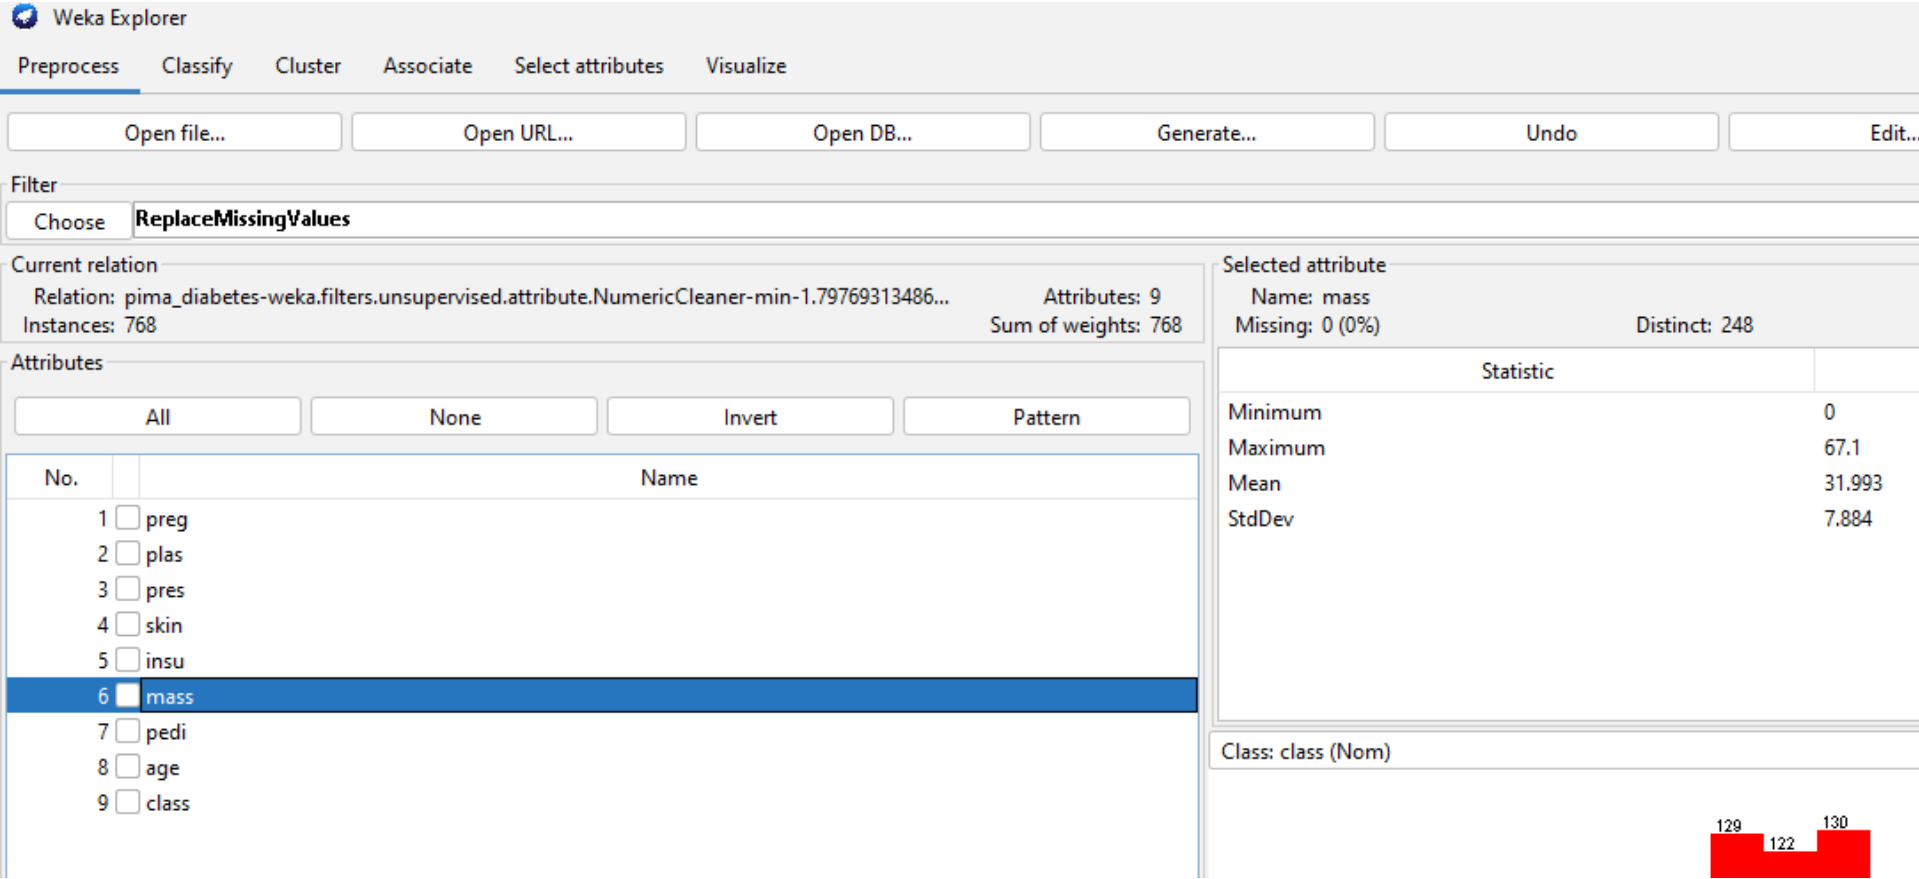 Weka Explorer
Preprocess Classify Cluster Associate Select attributes Visualize
Open file... Open URL... Open DB... Generate... Undo Edit...
Filter
Choose ReplaceMissingValues
Current relation
Relation: pima_diabetes-weka.filters.unsupervised.attribute.NumericCleaner-min-1.79769313486... Attributes: 9
Instances: 768 Sum of weights: 768
Selected attribute
Name: mass
Missing: 0 (0%) Distinct: 248
Attributes
All None Invert Pattern
No. Name
1 preg
2 plas
3 pres
4 skin
5 insu
6 mass
7 pedi
8 age
9 class
Statistic
Minimum 0
Maximum 67.1
Mean 31.993
StdDev 7.884
Class: class (Nom)
129 122 130